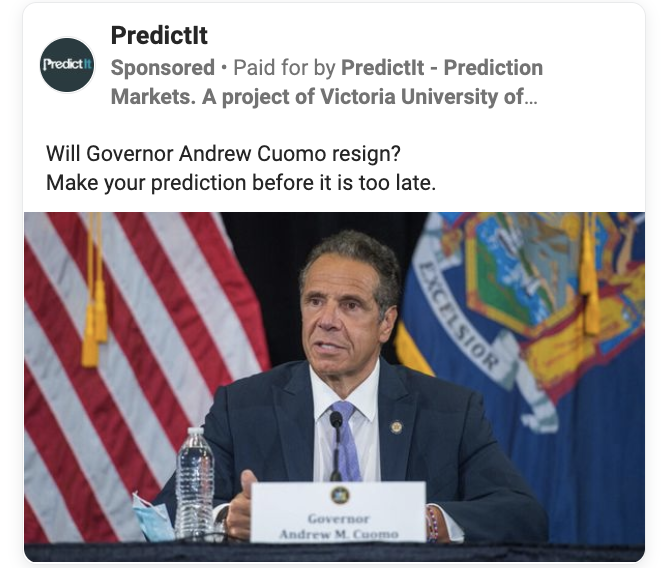 PredictIt
PredictIt
Sponsored • Paid for by PredictIt - Prediction
Markets. A project of Victoria University of…
Will Governor Andrew Cuomo resign?
Make your prediction before it is too late.
EXCELSIOR
Governor
Andrew M. Cuomo